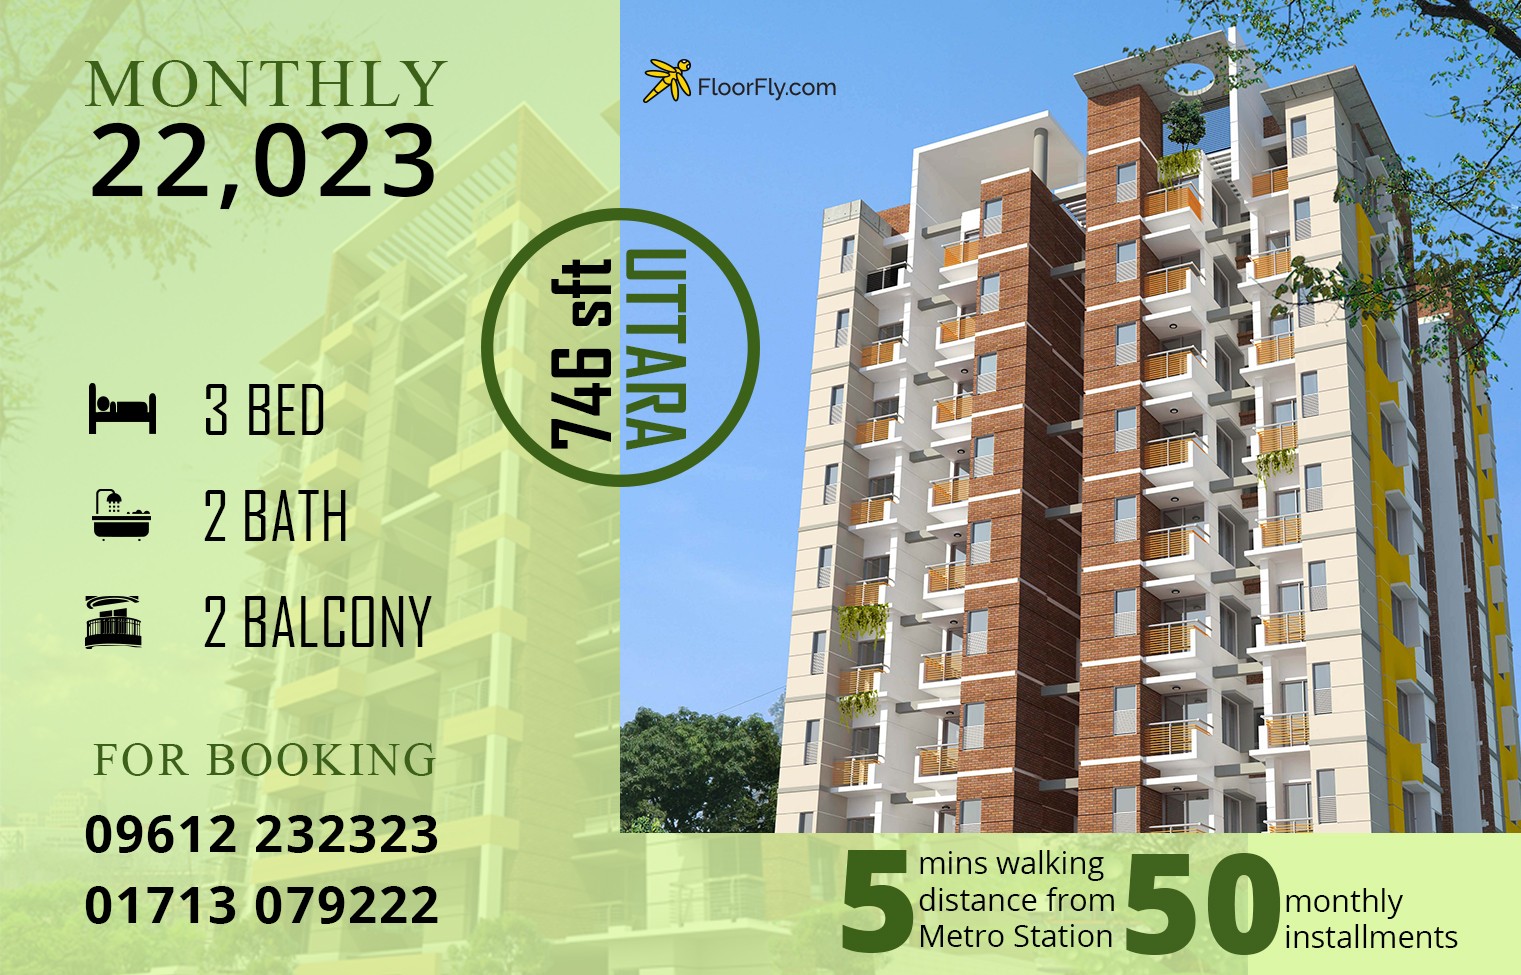 MONTHLY
22,023
FloorFly.com
746 sft
UTTARA
3 BED
2 BATH
2 BALCONY
FOR BOOKING
09612 232323
01713 079222
5 mins walking
distance from
Metro Station
50 monthly
installments